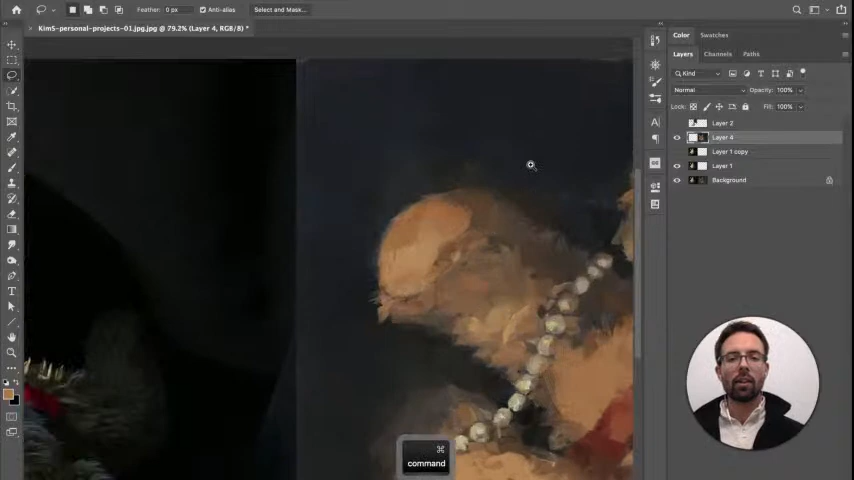 Feather: 0 px
Anti-alias
Select and Mask...
× KimS-personal-projects-01.jpg.jpg @ 79.2% (Layer 4, RGB/8) *
Color
Swatches
Layers
Channels
Paths
Kind
Normal
Opacity: 100%
Lock:
Fill: 100%
Layer 2
Layer 4
Layer 1 copy
Layer 1
Background
⌘
command